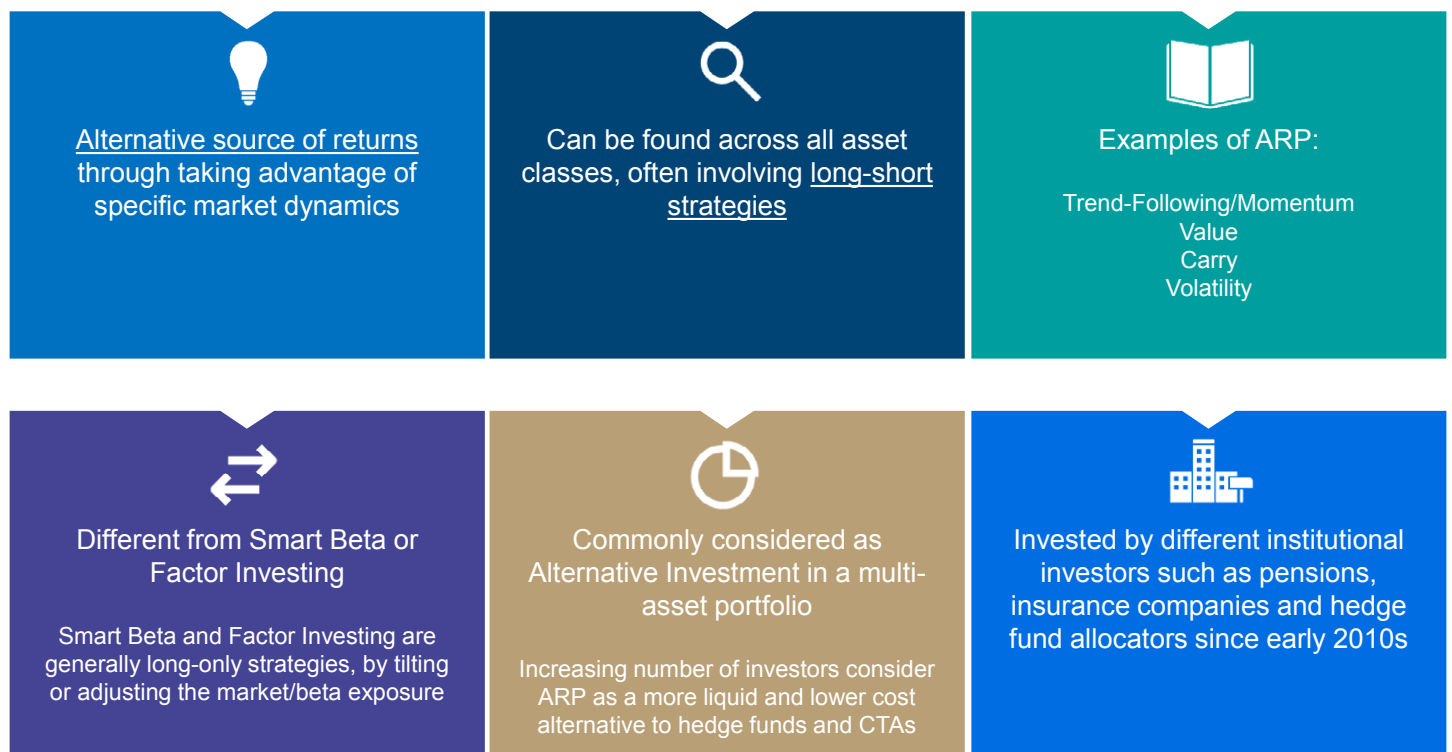 Alternative source of returns
through taking advantage of
specific market dynamics
Can be found across all asset
classes, often involving long-short
strategies
Examples of ARP:
Trend-Following/Momentum
Value
Carry
Volatility
Different from Smart Beta or
Factor Investing
Smart Beta and Factor Investing are
generally long-only strategies, by tilting
or adjusting the market/beta exposure
Commonly considered as
Alternative Investment in a multi-
asset portfolio
Increasing number of investors consider
ARP as a more liquid and lower cost
alternative to hedge funds and CTAs
Invested by different institutional
investors such as pensions,
insurance companies and hedge
fund allocators since early 2010s